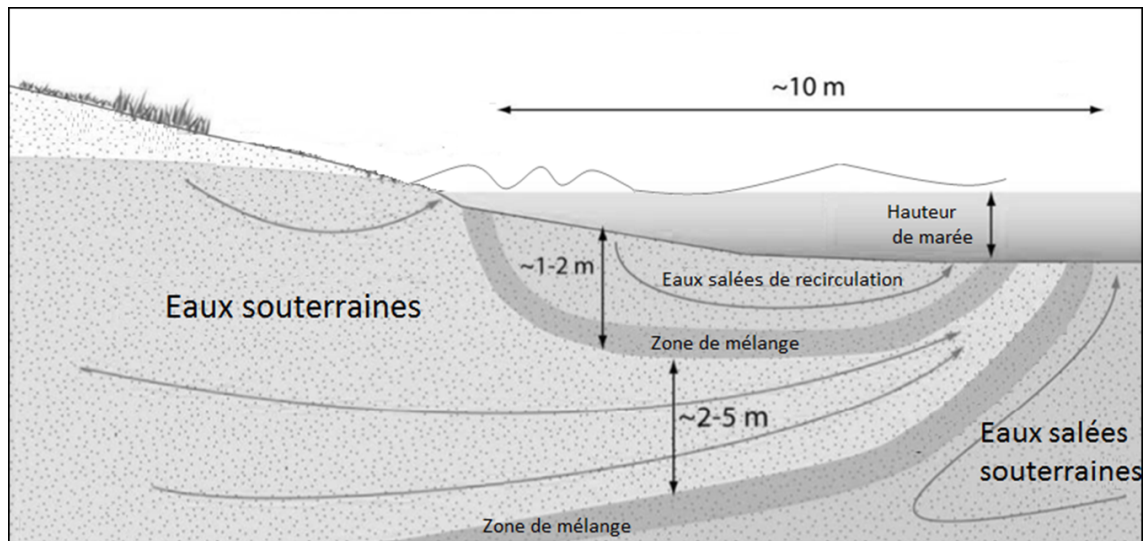 ~10 m
Hauteur
de marée
~1-2 m
Eaux salées de recirculation
Eaux souterraines
Zone de mélange
~2-5 m
Eaux salées
souterraines
Zone de mélange